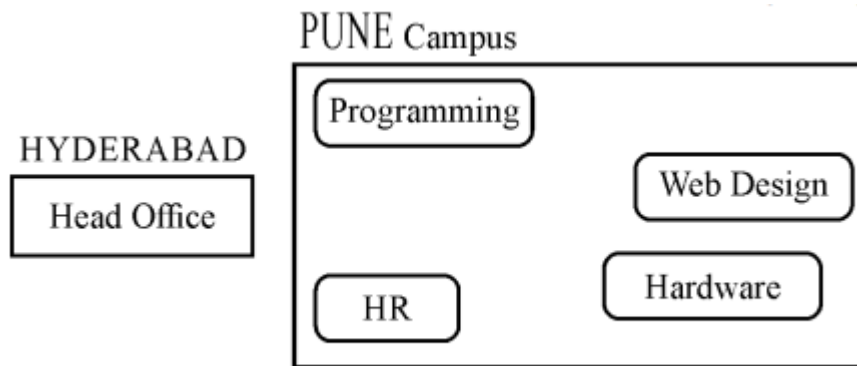 PUNE Campus
Programming
HYDERABAD
Web Design
Head Office
Hardware
HR